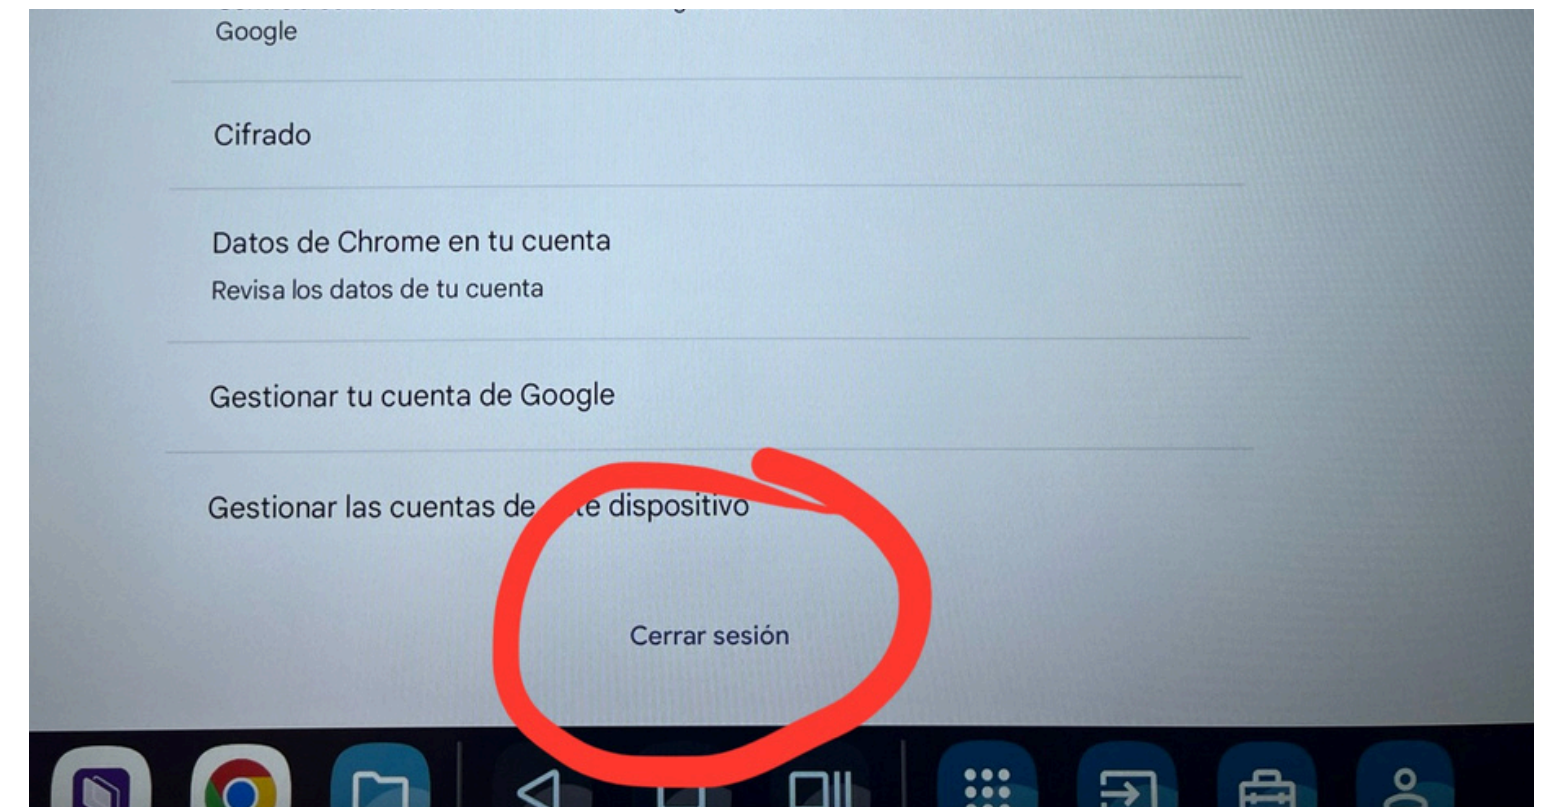 Google
Cifrado
Datos de Chrome en tu cuenta
Revisa los datos de tu cuenta
Gestionar tu cuenta de Google
Gestionar las cuentas de dispositivo
Cerrar sesión